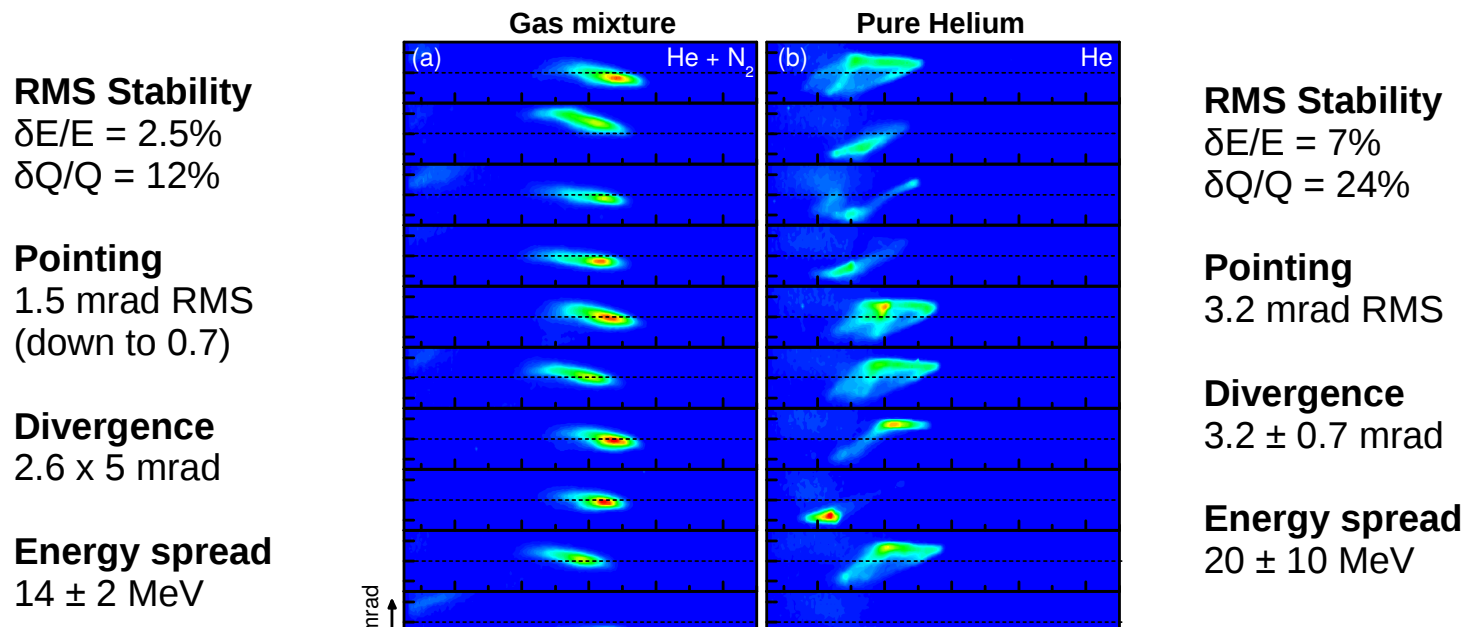 Gas mixture
Pure Helium
(a)
He + N2
(b)
He
RMS Stability
δE/E = 2.5%
δQ/Q = 12%
Pointing
1.5 mrad RMS
(down to 0.7)
Divergence
2.6 x 5 mrad
Energy spread
14 ± 2 MeV
mrad
RMS Stability
δE/E = 7%
δQ/Q = 24%
Pointing
3.2 mrad RMS
Divergence
3.2 ± 0.7 mrad
Energy spread
20 ± 10 MeV